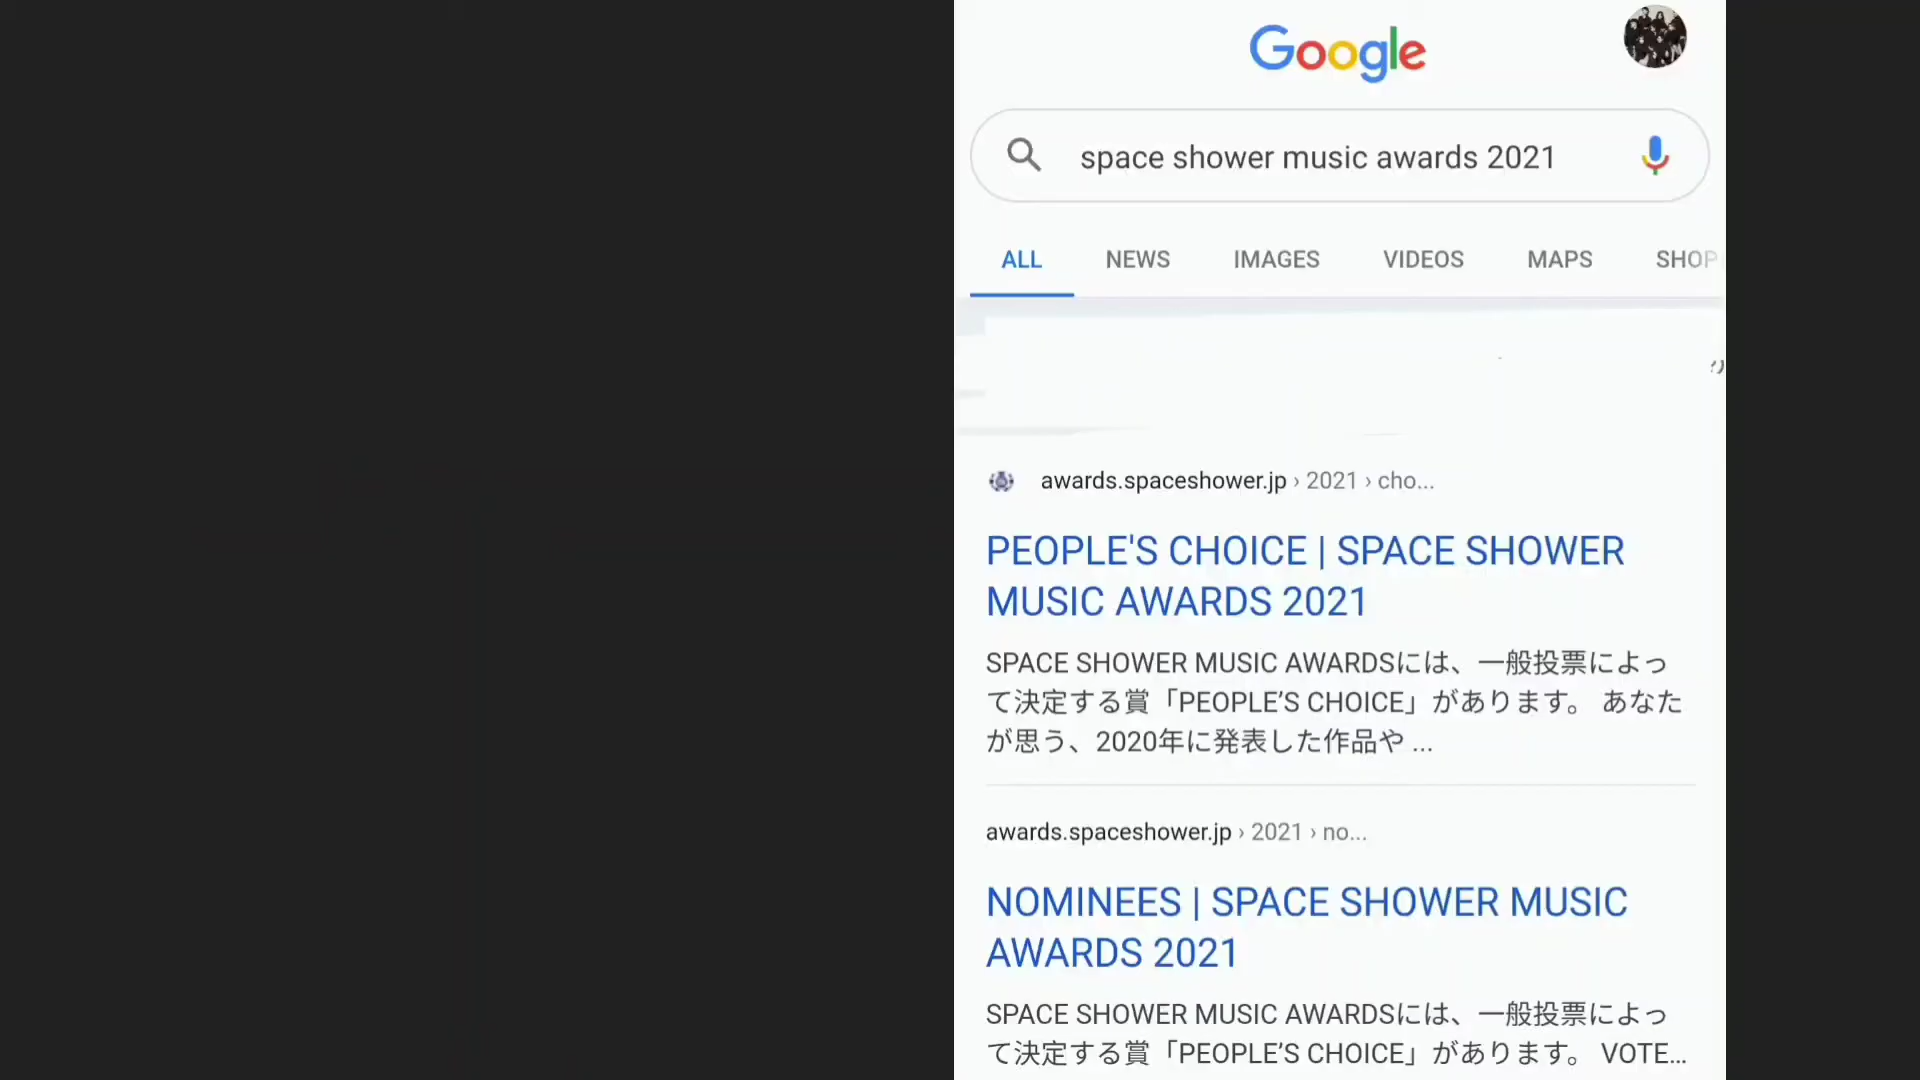 Google
space shower music awards 2021
ALL NEWS IMAGES VIDEOS MAPS SHOP
awards.spaceshower.jp › 2021 › cho...
PEOPLE'S CHOICE | SPACE SHOWER
MUSIC AWARDS 2021
SPACE SHOWER MUSIC AWARDSには、一般投票によっ
て決定する賞「PEOPLE’S CHOICE」があります。 あなた
が思う、2020年に発表した作品や ...
awards.spaceshower.jp › 2021 › no...
NOMINEES | SPACE SHOWER MUSIC
AWARDS 2021
SPACE SHOWER MUSIC AWARDSには、一般投票によっ
て決定する賞「PEOPLE’S CHOICE」があります。 VOTE...